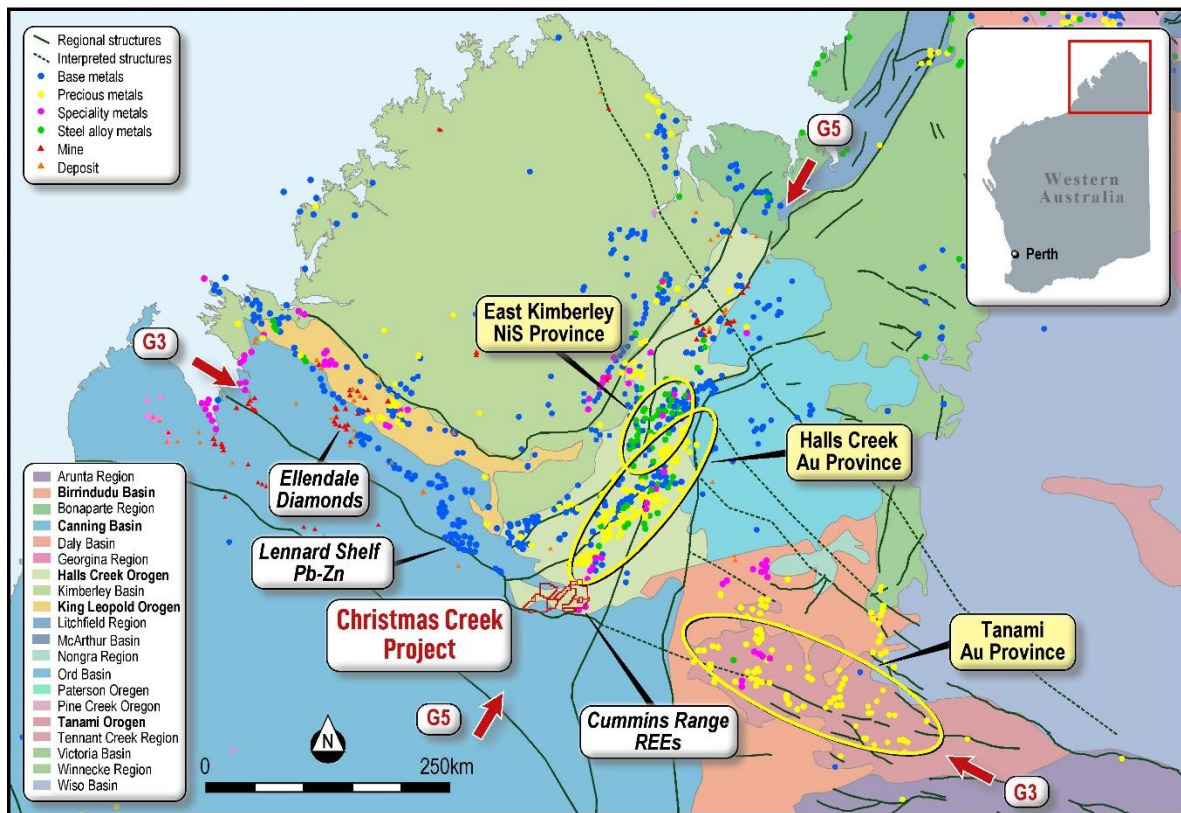 Regional structures
Interpreted structures
Base metals
Precious metals
Speciality metals
Steel alloy metals
Mine
Deposit
G5
Western
Australia
Perth
East Kimberley
NiS Province
G3
Halls Creek
Au Province
Ellendale
Diamonds
Lennard Shelf
Pb-Zn
Christmas Creek
Project
Tanami
Au Province
Cummins Range
REEs
G5
G3
N
0
250km
Arunta Region
Birrindudu Basin
Bonaparte Region
Canning Basin
Daly Basin
Georgina Region
Halls Creek Orogen
Kimberley Basin
King Leopold Orogen
Litchfield Region
McArthur Basin
Nongra Region
Ord Basin
Paterson Oregen
Pine Creek Oregon
Tanami Orogen
Tennant Creek Region
Victoria Basin
Winnecke Region
Wiso Basin